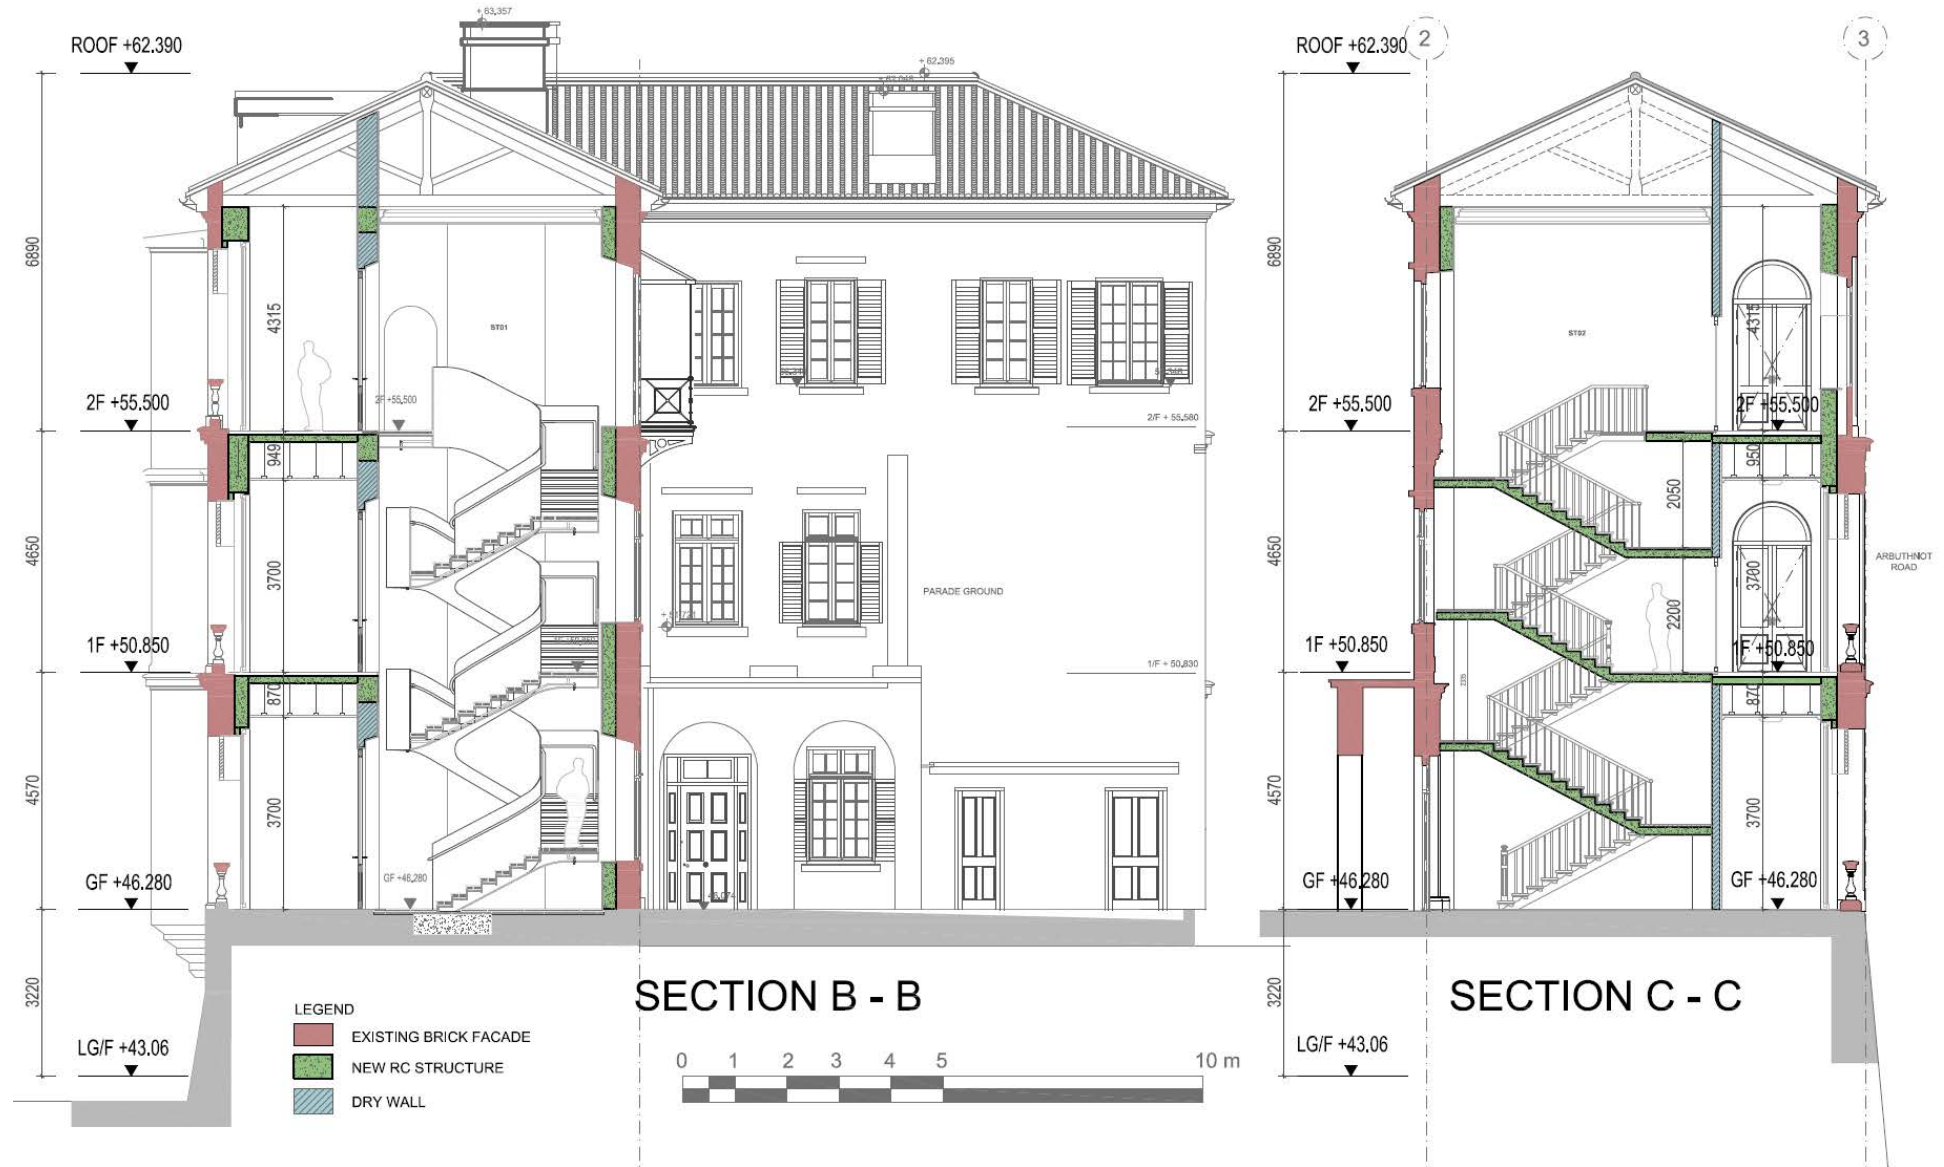 + 63.357
ROOF +62.390
+ 62.395
6890
4315
ST01
2F +55.500
2F +55.500
2/F + 55.580
949
4650
3700
PARADE GROUND
1F +50.850
1/F + 50.830
870
4570
3700
GF +46.280
GF +46.280
3220
LG/F +43.06
SECTION B - B
LEGEND
EXISTING BRICK FACADE
NEW RC STRUCTURE
DRY WALL
0 1 2 3 4 5 10 m
ROOF +62.390
2
3
6890
4315
ST02
2F +55.500
2F +55.500
950
2050
4650
3700
2200
ARBUTHNOT
ROAD
1F +50.850
1F +50.850
870
4570
3700
GF +46.280
GF +46.280
3220
LG/F +43.06
SECTION C - C